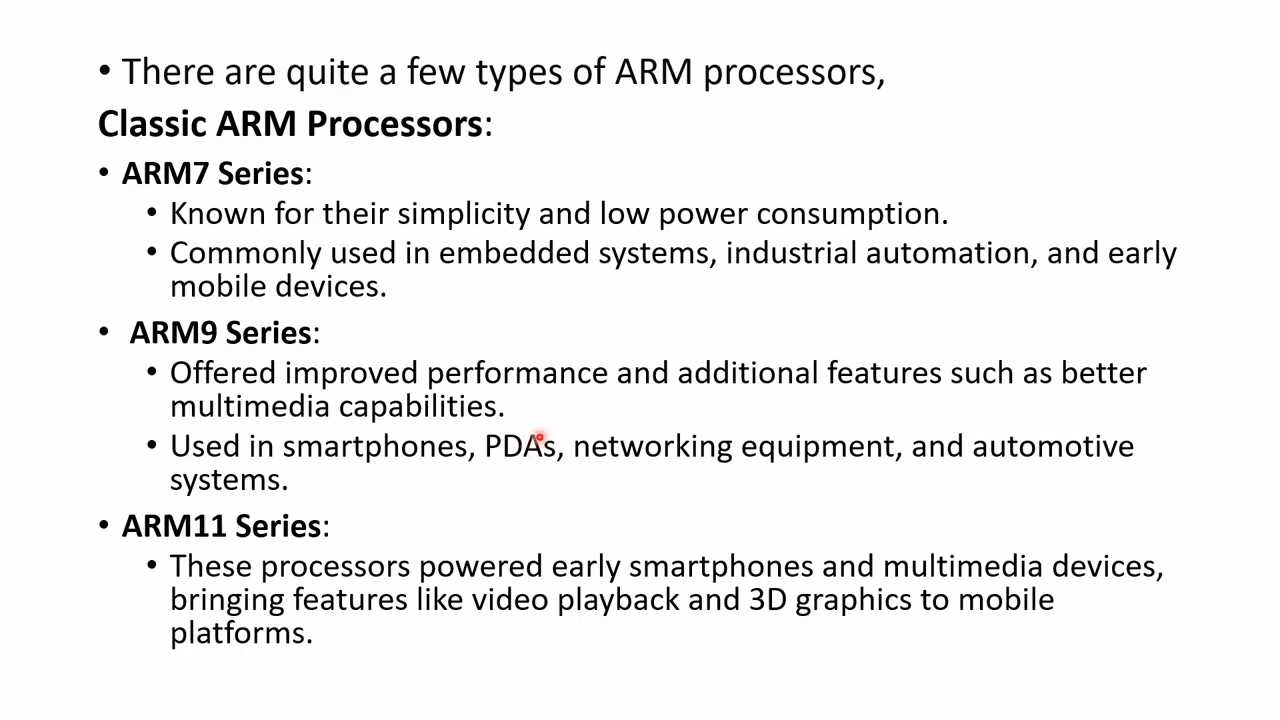 • There are quite a few types of ARM processors,
Classic ARM Processors:
• ARM7 Series:
• Known for their simplicity and low power consumption.
• Commonly used in embedded systems, industrial automation, and early
mobile devices.
• ARM9 Series:
• Offered improved performance and additional features such as better
multimedia capabilities.
• Used in smartphones, PDAs, networking equipment, and automotive
systems.
• ARM11 Series:
• These processors powered early smartphones and multimedia devices,
bringing features like video playback and 3D graphics to mobile
platforms.